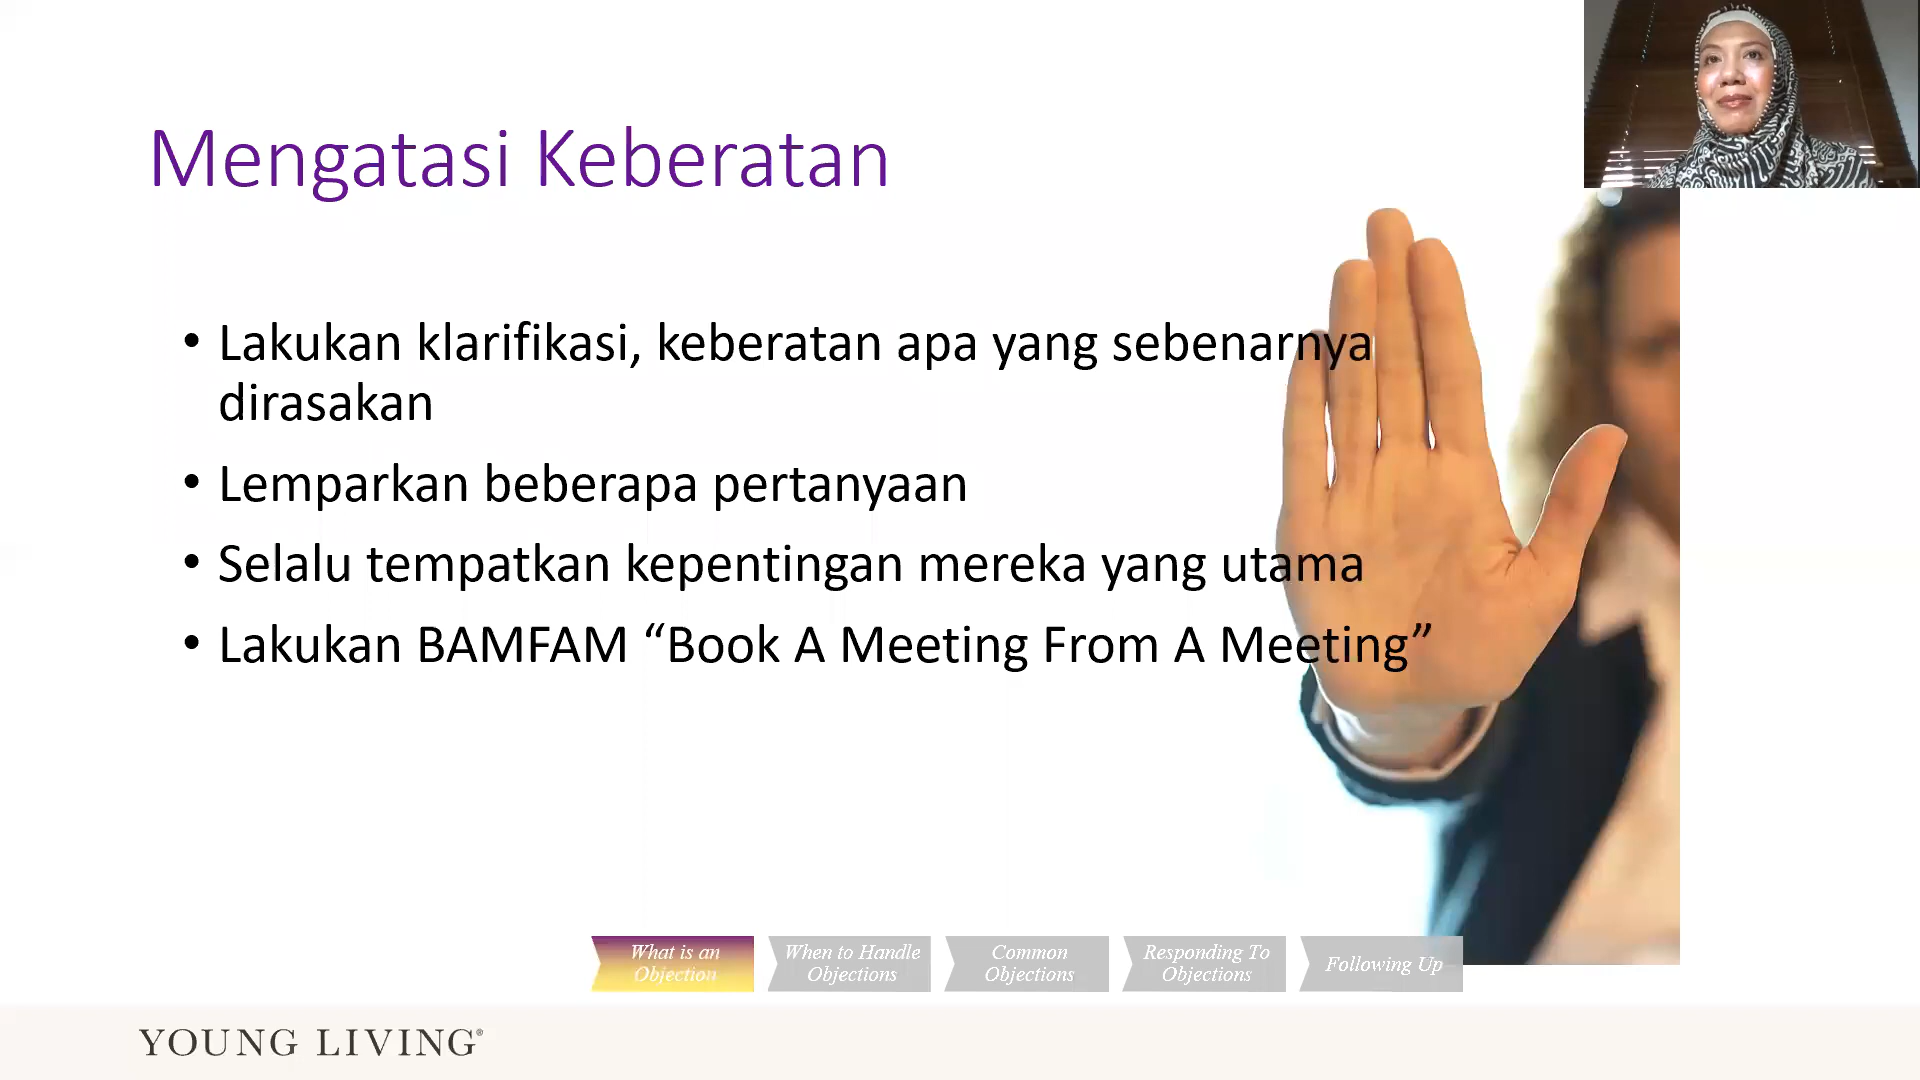 Mengatasi Keberatan
• Lakukan klarifikasi, keberatan apa yang sebenarnya
dirasakan
• Lemparkan beberapa pertanyaan
• Selalu tempatkan kepentingan mereka yang utama
• Lakukan BAMFAM “Book A Meeting From A Meeting”
What is an
Objection
When to Handle
Objections
Common
Objections
Responding To
Objections
Following Up
YOUNG LIVING®